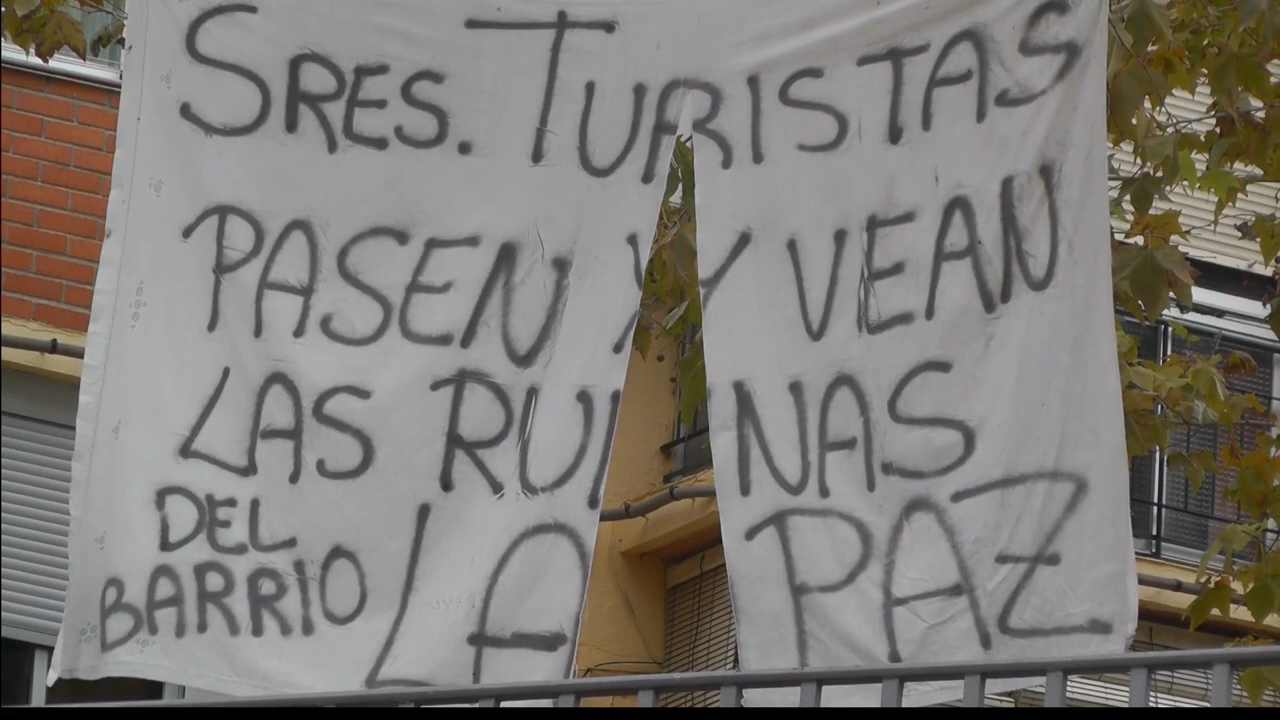 SRES. TURISTAS
PASEN Y VEAN
LAS RUINAS
DEL
BARRIO LA PAZ